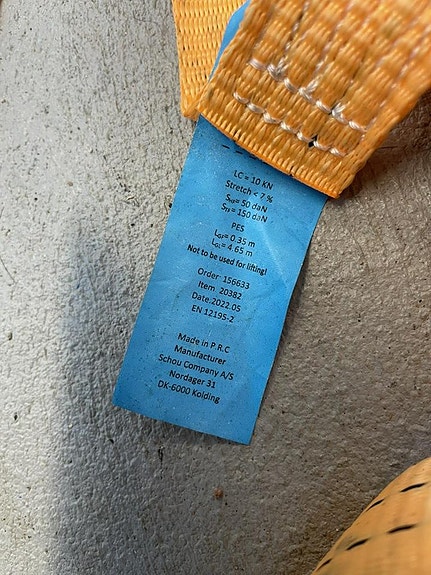 LC = 10 kN
Stretch < 7 %
SHF= 50 daN
STF= 150 daN
PES
LGF= 0.35 m
LGL= 4.65 m
Not to be used for lifting!
Order: 156633
Item: 20382
Date:2022.05
EN 12195-2
Made in P.R.C
Manufacturer
Schou Company A/S
Nordager 31
DK-6000 Kolding